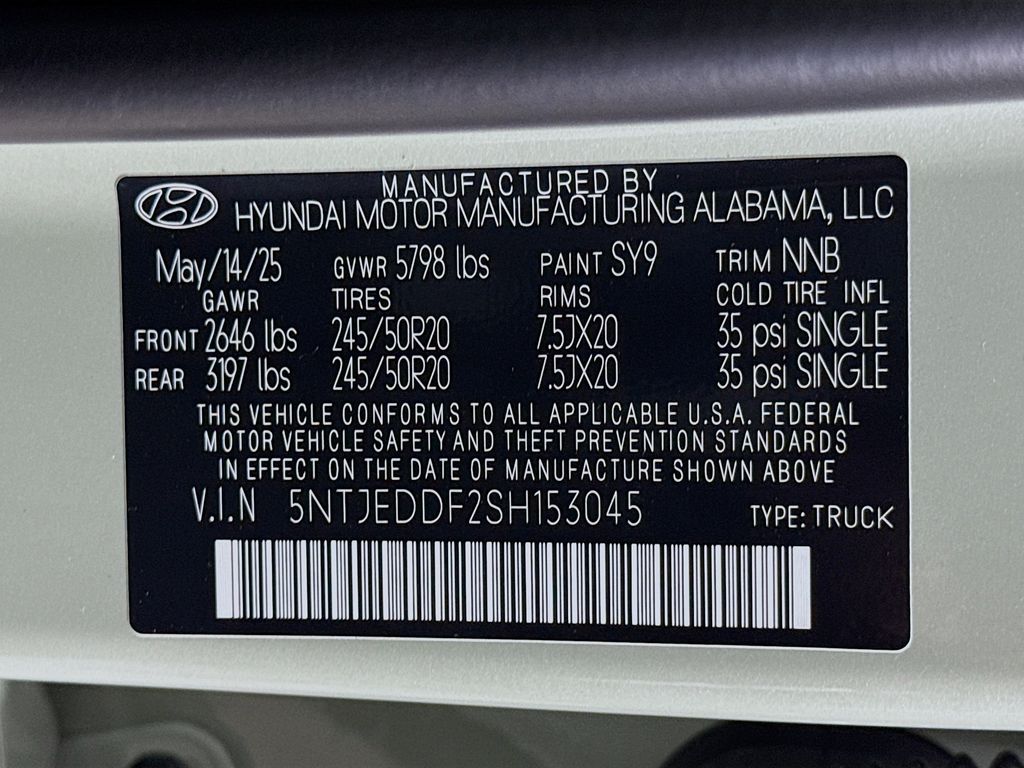 MANUFACTURED BY
HYUNDAI MOTOR MANUFACTURING ALABAMA, LLC
May/14/25 GVWR 5798 lbs PAINT SY9 TRIM NNB
GAWR TIRES RIMS COLD TIRE INFL
FRONT 2646 lbs 245/50R20 7.5JX20 35 psi SINGLE
REAR 3197 lbs 245/50R20 7.5JX20 35 psi SINGLE
THIS VEHICLE CONFORMS TO ALL APPLICABLE U.S.A. FEDERAL
MOTOR VEHICLE SAFETY AND THEFT PREVENTION STANDARDS
IN EFFECT ON THE DATE OF MANUFACTURE SHOWN ABOVE
V.I.N 5NTJEDDF2SH153045 TYPE: TRUCK